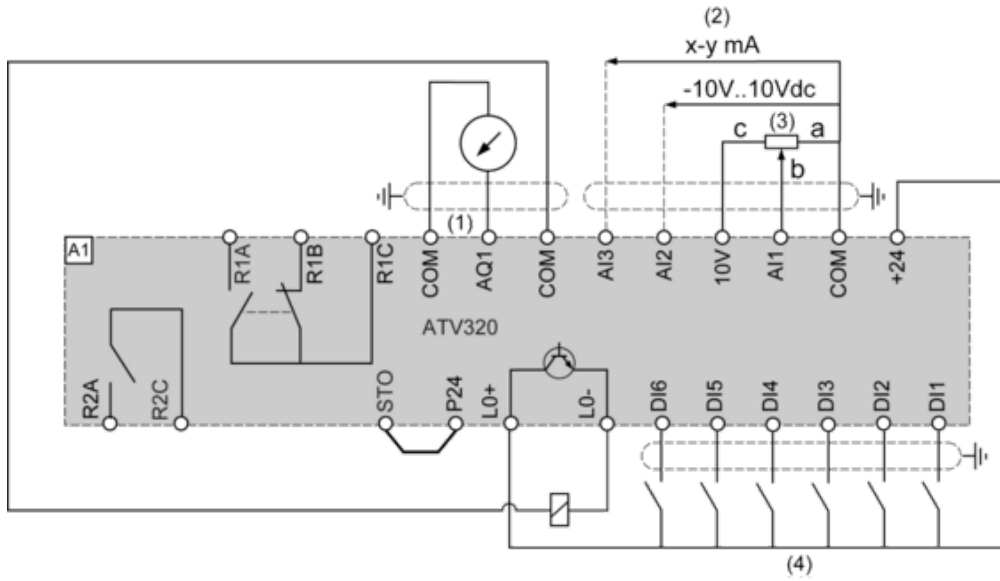 (2)
x-y mA
-10V..10Vdc
c (3) a
b
(1)
A1
R1A R1B R1C COM AQ1 COM AI3 AI2 10V AI1 COM +24
ATV320
R2A R2C STO P24 L0+ L0- DI6 DI5 DI4 DI3 DI2 DI1
(4)